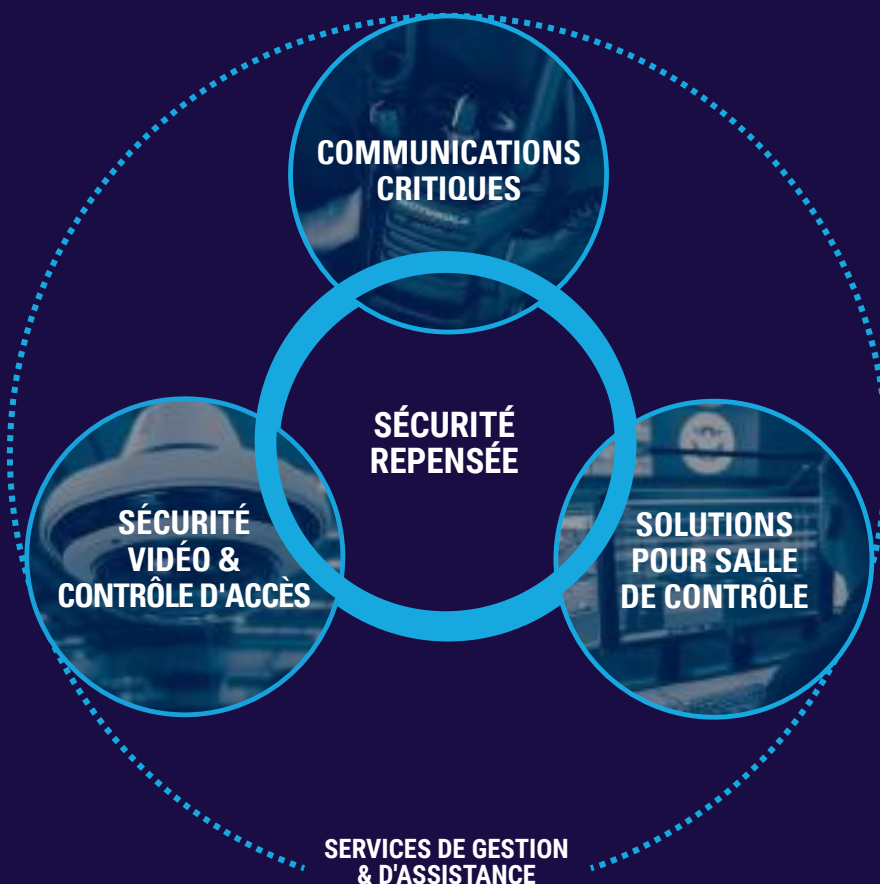 COMMUNICATIONS
CRITIQUES
SÉCURITÉ
REPENSÉE
SÉCURITÉ
VIDÉO &
CONTRÔLE D'ACCÈS
SOLUTIONS
POUR SALLE
DE CONTRÔLE
SERVICES DE GESTION
& D'ASSISTANCE